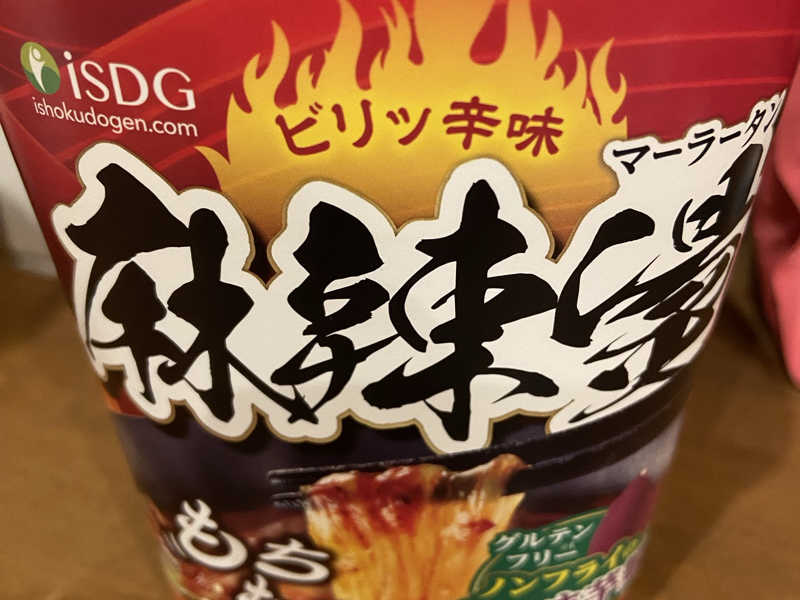 iSDG
ishokudogen.com
ビリッ辛味
マーラータン
麻辣湯
もち
グルテン
フリー
ノンフライ